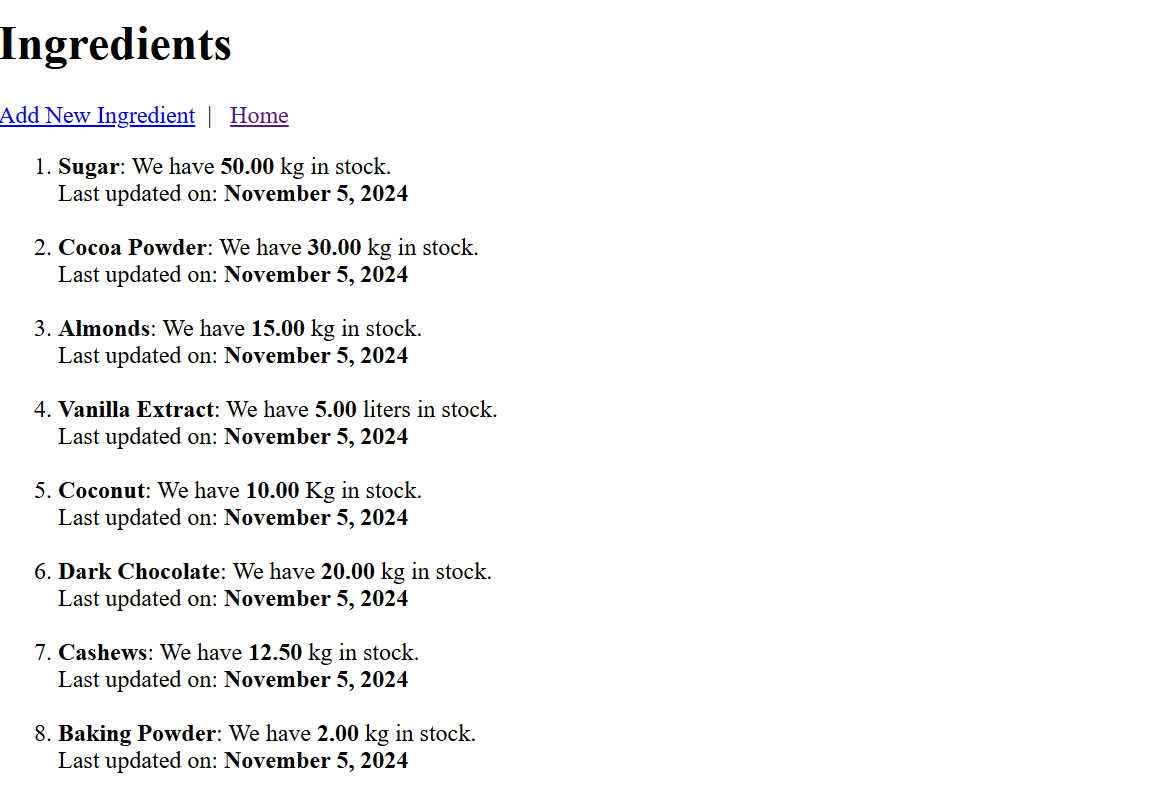 Ingredients
Add New Ingredient | Home
1. Sugar: We have 50.00 kg in stock.
Last updated on: November 5, 2024
2. Cocoa Powder: We have 30.00 kg in stock.
Last updated on: November 5, 2024
3. Almonds: We have 15.00 kg in stock.
Last updated on: November 5, 2024
4. Vanilla Extract: We have 5.00 liters in stock.
Last updated on: November 5, 2024
5. Coconut: We have 10.00 Kg in stock.
Last updated on: November 5, 2024
6. Dark Chocolate: We have 20.00 kg in stock.
Last updated on: November 5, 2024
7. Cashews: We have 12.50 kg in stock.
Last updated on: November 5, 2024
8. Baking Powder: We have 2.00 kg in stock.
Last updated on: November 5, 2024